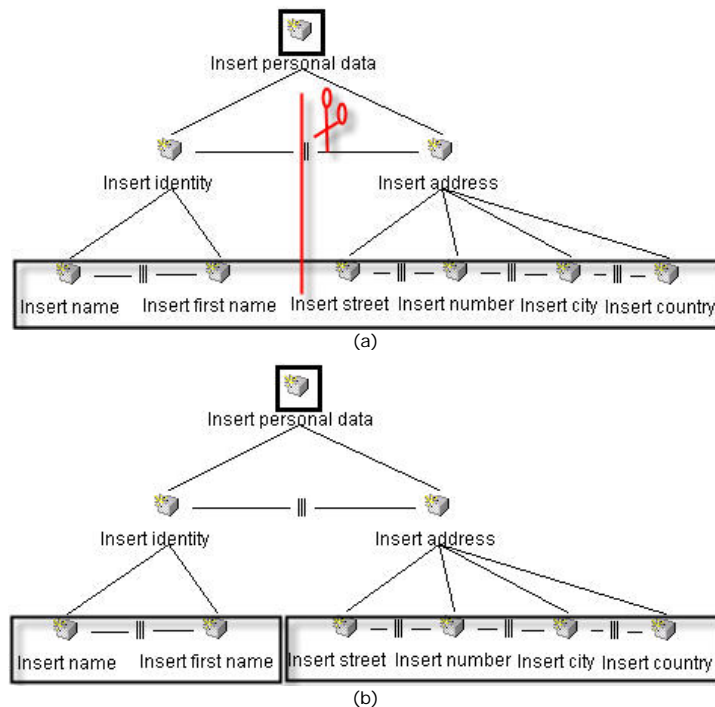 Insert personal data
|||
Insert identity Insert address
||| ||| ||| |||
Insert name Insert first name Insert street Insert number Insert city Insert country
(a)
Insert personal data
|||
Insert identity Insert address
||| ||| ||| |||
Insert name Insert first name Insert street Insert number Insert city Insert country
(b)